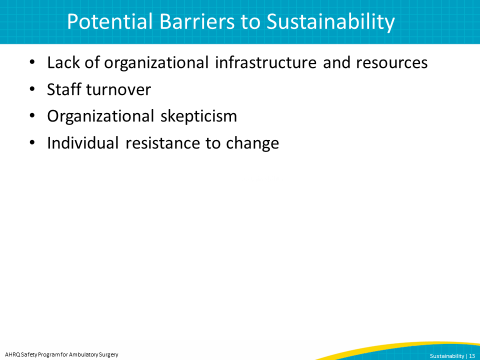 Potential Barriers to Sustainability
• Lack of organizational infrastructure and resources
• Staff turnover
• Organizational skepticism
• Individual resistance to change
AHRQ Safety Program for Ambulatory Surgery
Sustainability | 13